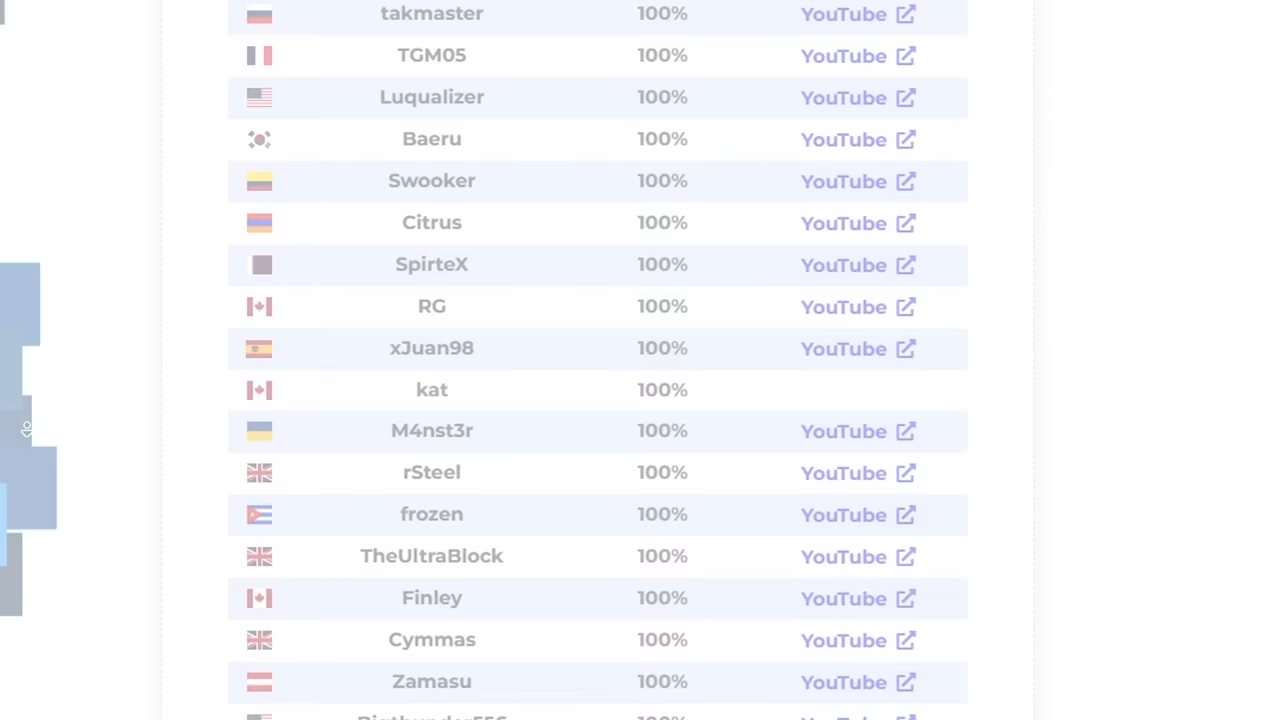 takmaster 100% YouTube
TGM05 100% YouTube
Luqualizer 100% YouTube
Baeru 100% YouTube
Swooker 100% YouTube
Citrus 100% YouTube
SpirteX 100% YouTube
RG 100% YouTube
xJuan98 100% YouTube
kat 100%
M4nst3r 100% YouTube
rSteel 100% YouTube
frozen 100% YouTube
TheUltraBlock 100% YouTube
Finley 100% YouTube
Cymmas 100% YouTube
Zamasu 100% YouTube
100% YouTube